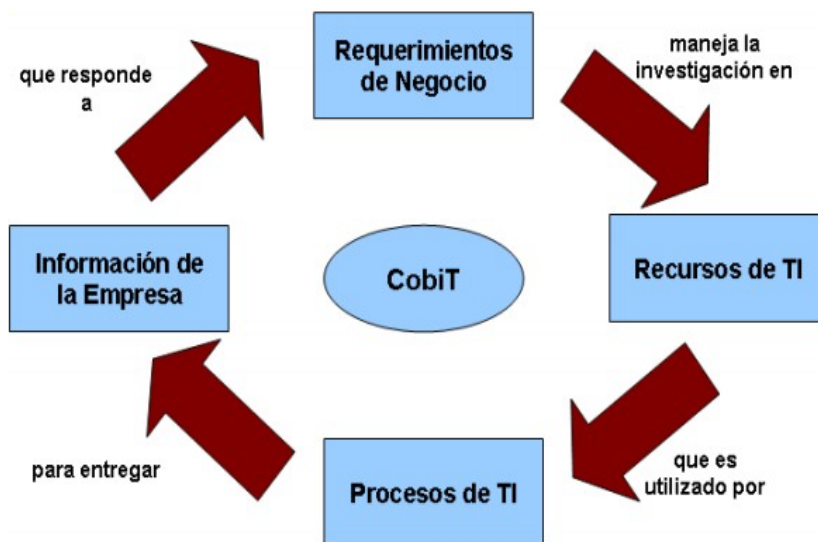 Requerimientos
de Negocio
maneja la
investigación en
Recursos de TI
que es
utilizado por
Procesos de TI
para entregar
Información de
la Empresa
que responde
a
CobiT